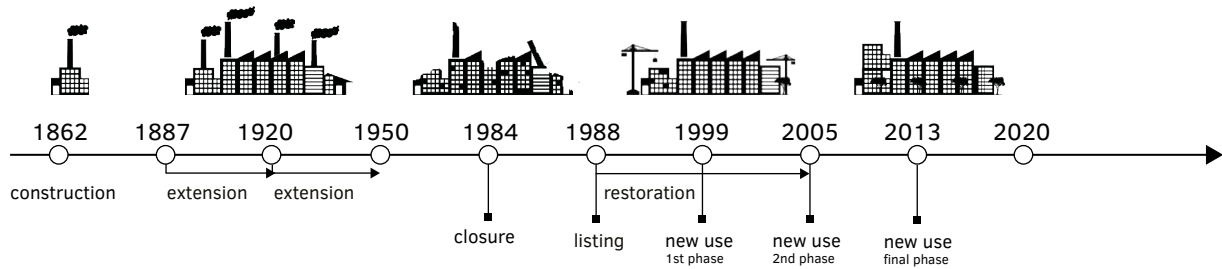 1862 1887 1920 1950 1984 1988 1999 2005 2013 2020
construction extension extension restoration
closure listing new use new use new use
1st phase 2nd phase final phase